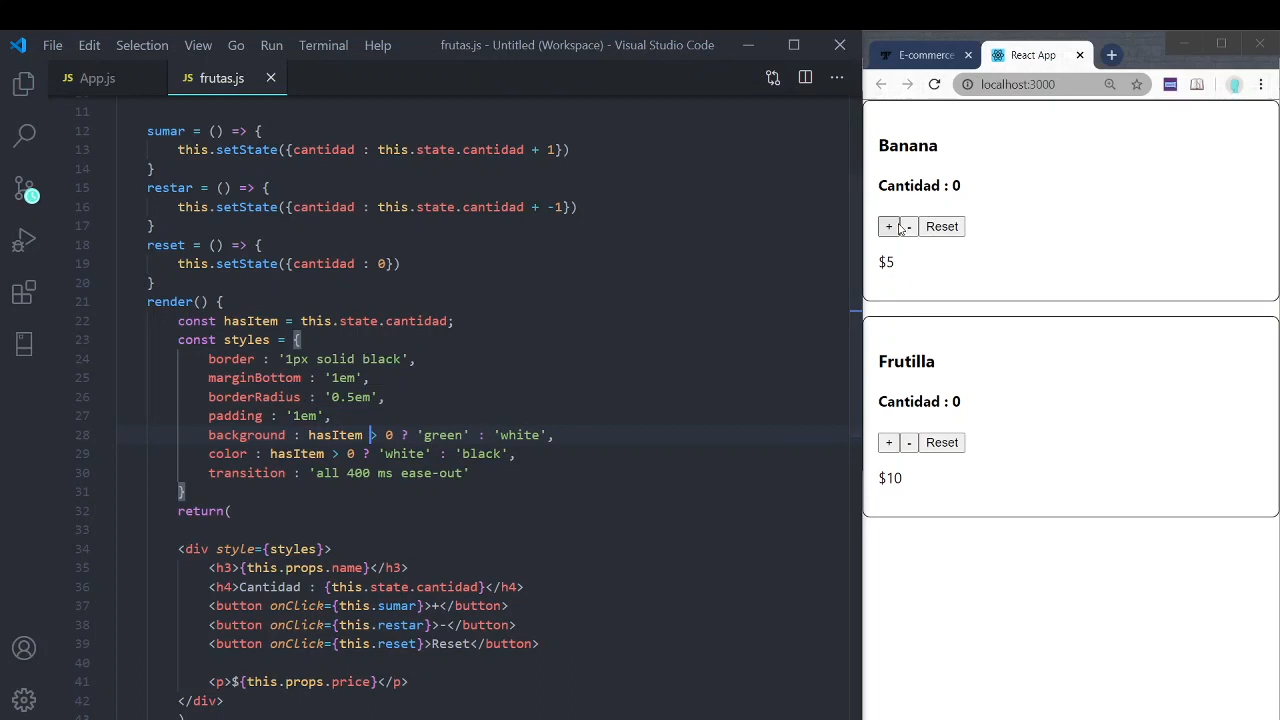 File Edit Selection View Go Run Terminal Help frutas.js - Untitled (Workspace) - Visual Studio Code
JS App.js JS frutas.js
11
12 sumar = () => {
13 this.setState({cantidad : this.state.cantidad + 1})
14 }
15 restar = () => {
16 this.setState({cantidad : this.state.cantidad + -1})
17 }
18 reset = () => {
19 this.setState({cantidad : 0})
20 }
21 render() {
22 const hasItem = this.state.cantidad;
23 const styles = {
24 border : '1px solid black',
25 marginBottom : '1em',
26 borderRadius : '0.5em',
27 padding : '1em',
28 background : hasItem > 0 ? 'green' : 'white',
29 color : hasItem > 0 ? 'white' : 'black',
30 transition : 'all 400 ms ease-out'
31 }
32 return(
33
34 <div style={styles}>
35 <h3>{this.props.name}</h3>
36 <h4>Cantidad : {this.state.cantidad}</h4>
37 <button onClick={this.sumar}>+</button>
38 <button onClick={this.restar}>-</button>
39 <button onClick={this.reset}>Reset</button>
40
41 <p>${this.props.price}</p>
42 </div>
43 )
E-commerce React App
localhost:3000
Banana
Cantidad : 0
+ - Reset
$5
Frutilla
Cantidad : 0
+ - Reset
$10